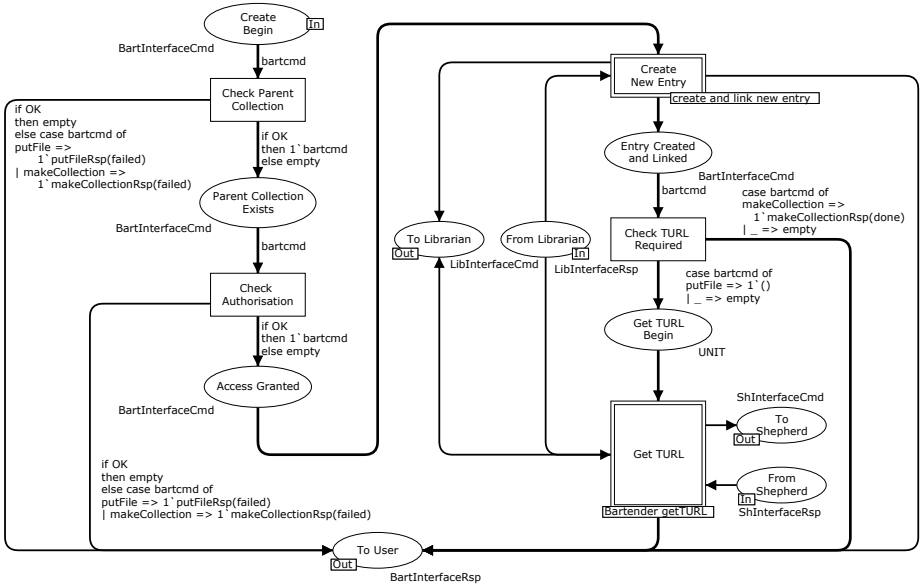 Create
Begin
In
BartInterfaceCmd
bartcmd
Check Parent
Collection
if OK
then empty
else case bartcmd of
putFile =>
1`putFileRsp(failed)
| makeCollection =>
1`makeCollectionRsp(failed)
if OK
then 1`bartcmd
else empty
Parent Collection
Exists
BartInterfaceCmd
bartcmd
Check
Authorisation
if OK
then 1`bartcmd
else empty
Access Granted
BartInterfaceCmd
if OK
then empty
else case bartcmd of
putFile => 1`putFileRsp(failed)
| makeCollection => 1`makeCollectionRsp(failed)
To User
Out
BartInterfaceRsp
To Librarian
Out
LibInterfaceCmd
From Librarian
In
LibInterfaceRsp
Create
New Entry
create and link new entry
Entry Created
and Linked
BartInterfaceCmd
bartcmd
case bartcmd of
makeCollection =>
1`makeCollectionRsp(done)
| _ => empty
Check TURL
Required
case bartcmd of
putFile => 1`()
| _ => empty
Get TURL
Begin
UNIT
Get TURL
Bartender getTURL
ShInterfaceCmd
To
Shepherd
Out
From
Shepherd
In
ShInterfaceRsp